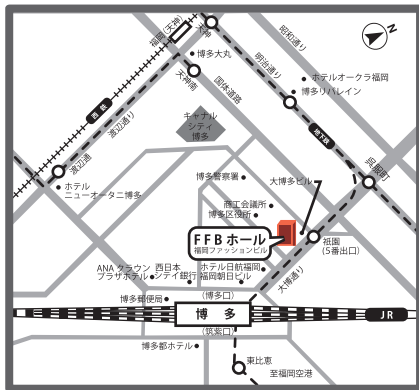 N
福岡(天神)
天神
昭和通り
明治通り
博多大丸
天神南
国体道路
ホテルオークラ福岡
博多リバレイン
西鉄
渡辺通り
キャナル
シティ
博多
地下鉄
呉服町
渡辺通
ホテル
ニューオータニ博多
博多警察署
大博多ビル
商工会議所
博多区役所
FFBホール
福岡ファッションビル
祇園
(5番出口)
大博通り
ANAクラウン
プラザホテル
西日本
シティ銀行
ホテル日航福岡
福岡朝日ビル
博多郵便局
(博多口)
博多
JR
(筑紫口)
博多都ホテル
東比恵
至福岡空港